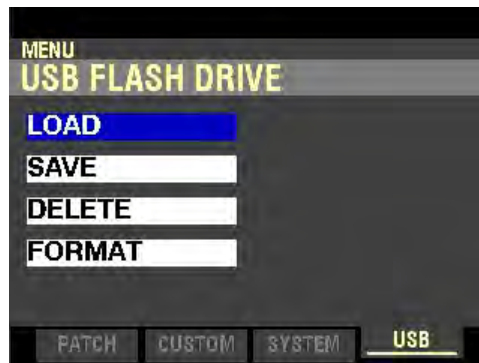 MENU
USB FLASH DRIVE
LOAD
SAVE
DELETE
FORMAT
PATCH CUSTOM SYSTEM USB